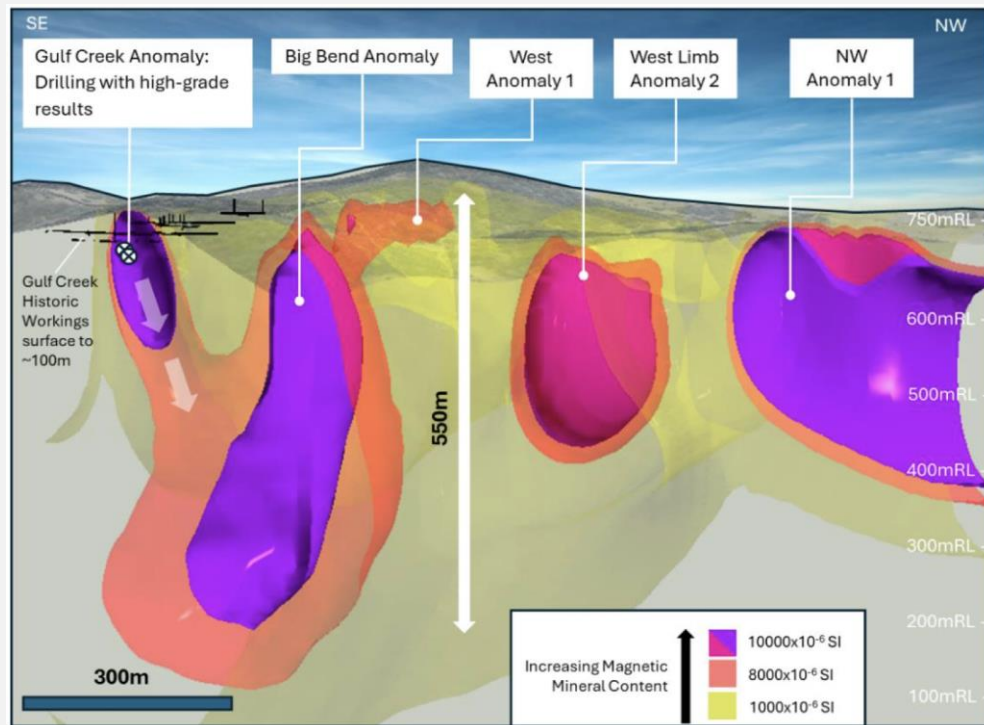 SE
NW
Gulf Creek Anomaly:
Drilling with high-grade
results
Big Bend Anomaly
West
Anomaly 1
West Limb
Anomaly 2
NW
Anomaly 1
750mRL
Gulf Creek
Historic
Workings
surface to
~100m
600mRL
500mRL
550m
400mRL
300mRL
200mRL
100mRL
300m
Increasing Magnetic
Mineral Content
10000x10⁻⁶ SI
8000x10⁻⁶ SI
1000x10⁻⁶ SI